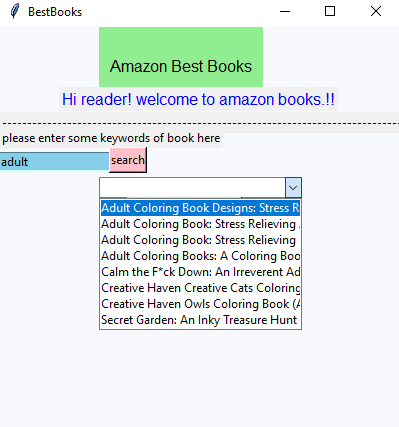 BestBooks
Amazon Best Books
Hi reader! welcome to amazon books.!!
please enter some keywords of book here
adult
search
Adult Coloring Book Designs: Stress R
Adult Coloring Book: Stress Relieving
Adult Coloring Book: Stress Relieving
Adult Coloring Books: A Coloring Boo
Calm the F*ck Down: An Irreverent Ad
Creative Haven Creative Cats Coloring
Creative Haven Owls Coloring Book (A
Secret Garden: An Inky Treasure Hunt